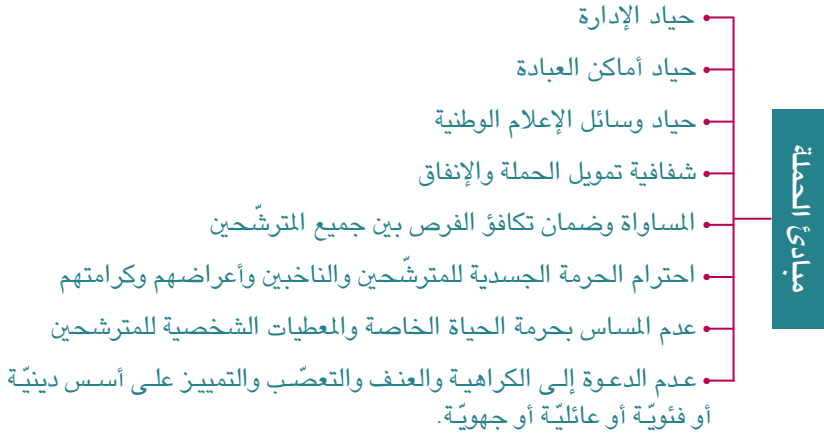 مبادئ الحملة
حياد الإدارة
حياد أماكن العبادة
حياد وسائل الإعلام الوطنية
شفافية تمويل الحملة والإنفاق
المساواة وضمان تكافؤ الفرص بين جميع المترشّحين
احترام الحرمة الجسدية للمترشّحين والناخبين وأعراضهم وكرامتهم
عدم المساس بحرمة الحياة الخاصة والمعطيات الشخصية للمترشحين
عدم الدعوة إلى الكراهية والعنف والتعصّب والتمييز على أسس دينيّة
أو فئويّة أو عائليّة أو جهويّة.